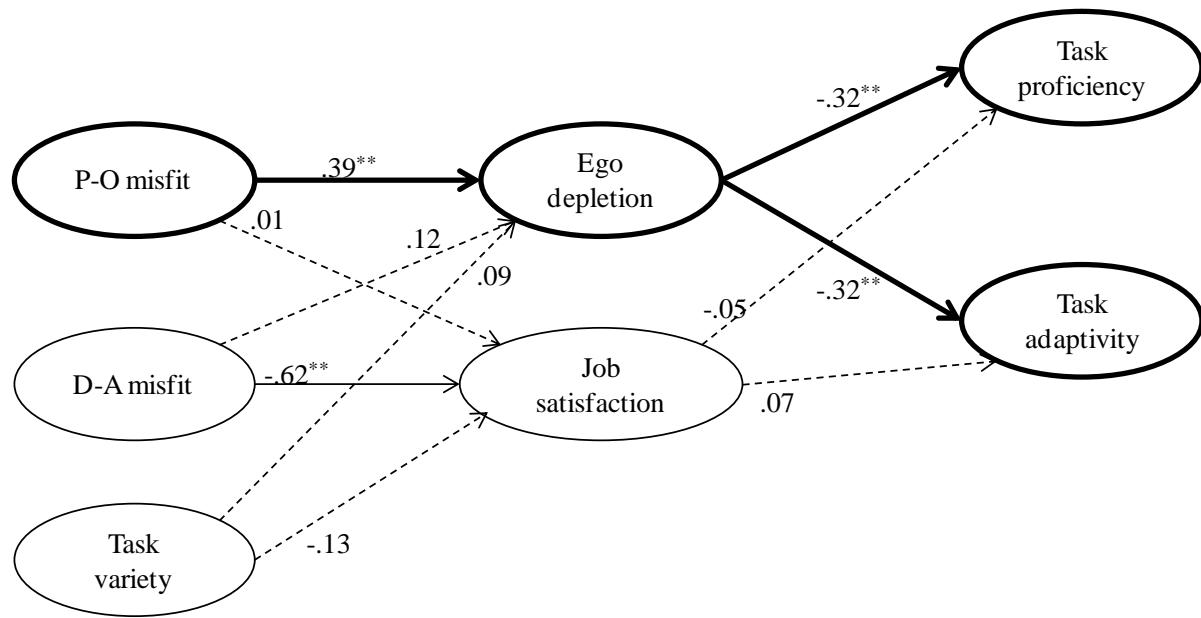 Task
proficiency
-.32**
P-O misfit
.39**
Ego
depletion
.01
.12
.09
-.32**
Task
adaptivity
-.05
D-A misfit
-.62**
Job
satisfaction
.07
Task
variety
-.13